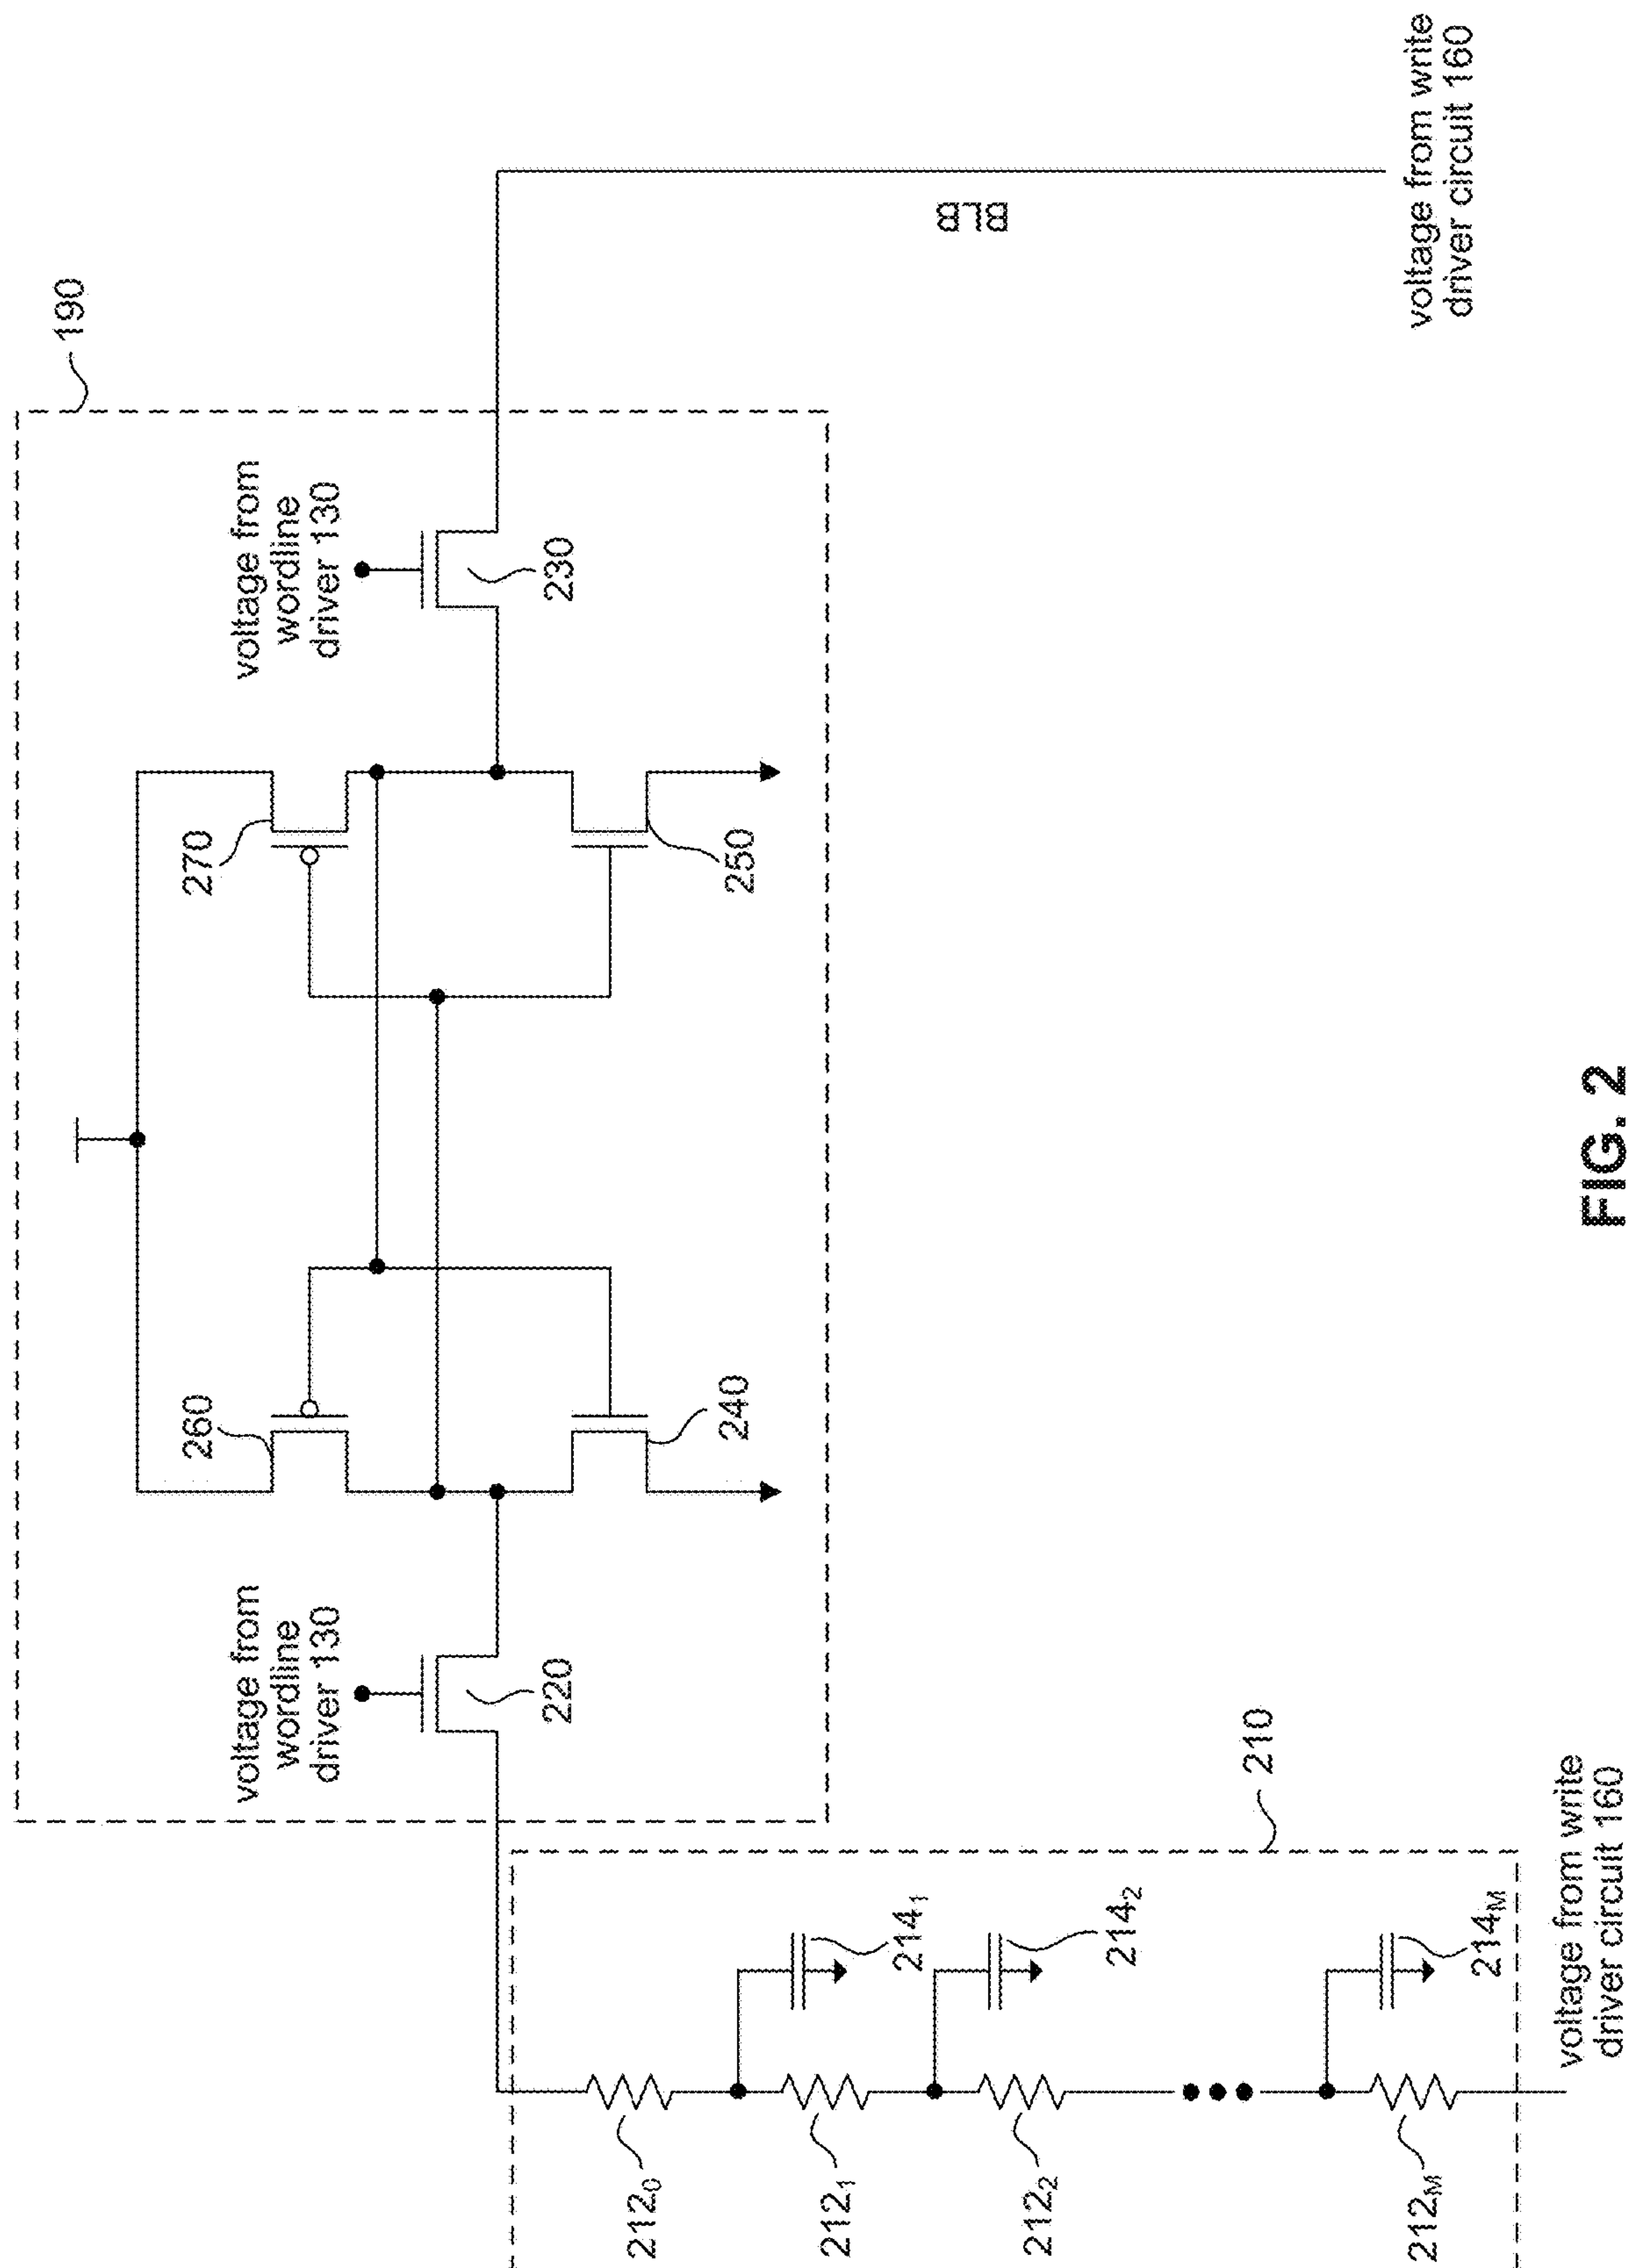 190
voltage from
wordline
driver 130
voltage from
wordline
driver 130
260
270
220
230
240
250
BLB
210
212₀
214₁
212₁
214₂
212₂
214M
212M
voltage from write
driver circuit 160
voltage from write
driver circuit 160
FIG. 2